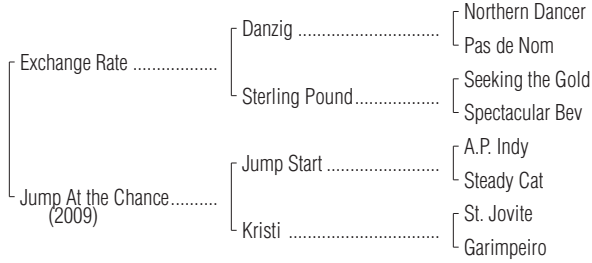 Northern Dancer
Danzig ................................
Pas de Nom
Exchange Rate ..................
Seeking the Gold
Sterling Pound..................
Spectacular Bev
A.P. Indy
Jump Start ........................
Steady Cat
Jump At the Chance..........
(2009)
St. Jovite
Kristi ................................
Garimpeiro